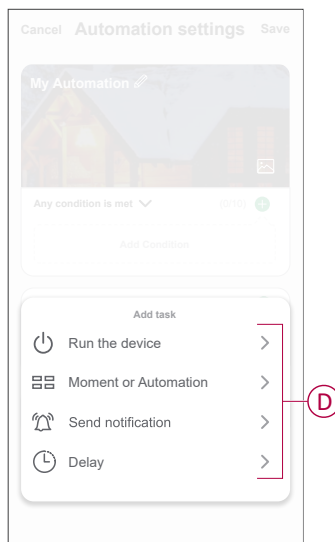 Cancel Automation settings Save
My Automation
Any condition is met (0/10)
Add Condition
Add task
Run the device
Moment or Automation
Send notification
Delay
D